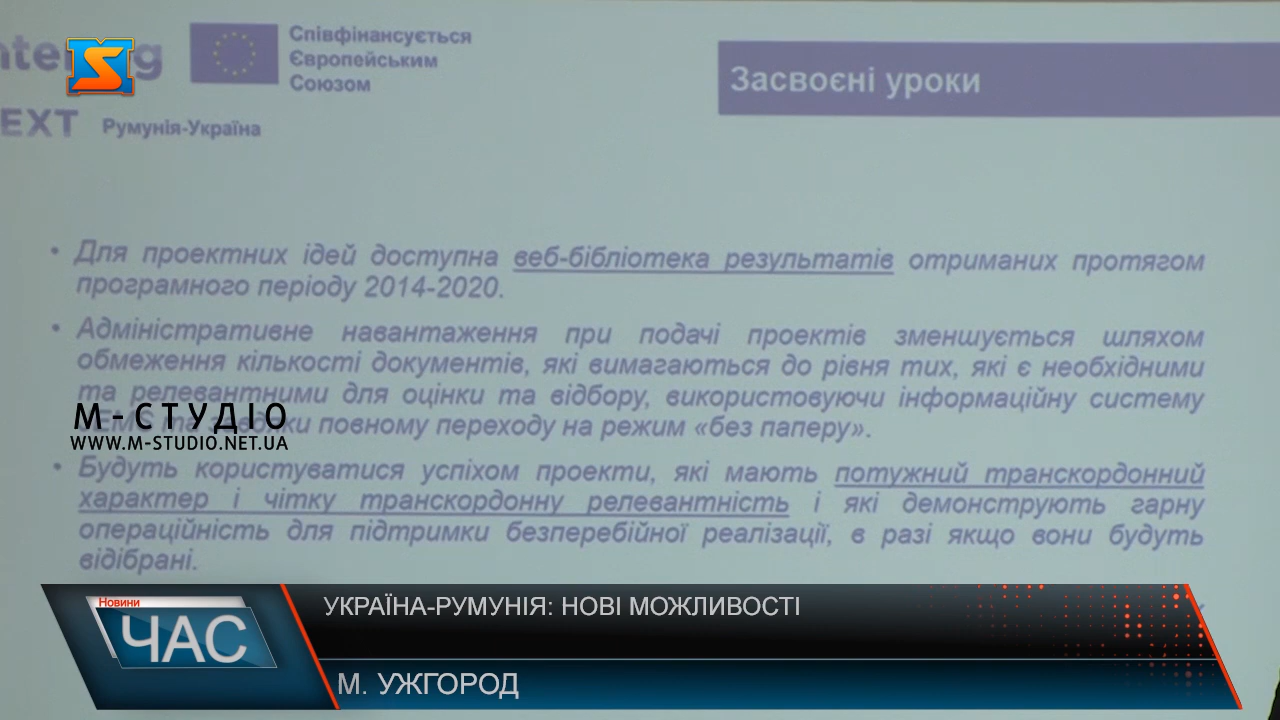 Співфінансується
Європейським
Союзом
EXT Румунія-Україна
Засвоєні уроки
• Для проектних ідей доступна веб-бібліотека результатів отриманих протягом
програмного періоду 2014-2020.
• Адміністративне навантаження при подачі проектів зменшується шляхом
обмеження кількості документів, які вимагаються до рівня тих, які є необхідними
та релевантними для оцінки та відбору, використовуючи інформаційну систему
та повному переходу на режим «без паперу».
• Будуть користуватися успіхом проекти, які мають потужний транскордонний
характер і чітку транскордонну релевантність і які демонструють гарну
операційність для підтримки безперебійної реалізації, в разі якщо вони будуть
відібрані.
М-СТУДІО
WWW.M-STUDIO.NET.UA
Новини
ЧАС
УКРАЇНА-РУМУНІЯ: НОВІ МОЖЛИВОСТІ
М. УЖГОРОД